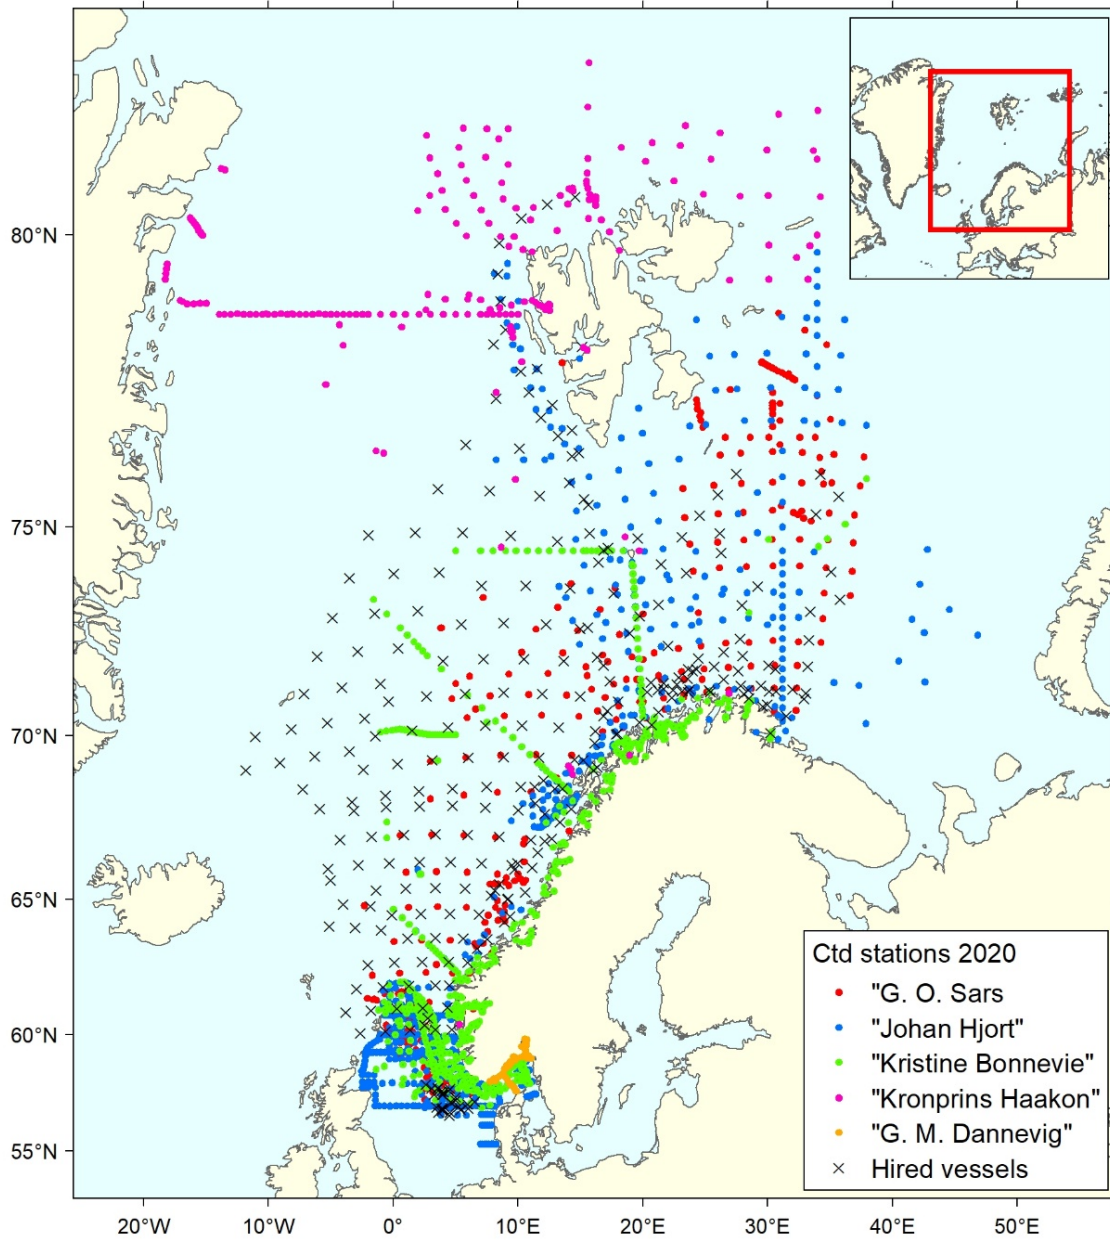 80°N
75°N
70°N
65°N
60°N
55°N
Ctd stations 2020
"G. O. Sars
"Johan Hjort"
"Kristine Bonnevie"
"Kronprins Haakon"
"G. M. Dannevig"
Hired vessels
20°W 10°W 0° 10°E 20°E 30°E 40°E 50°E